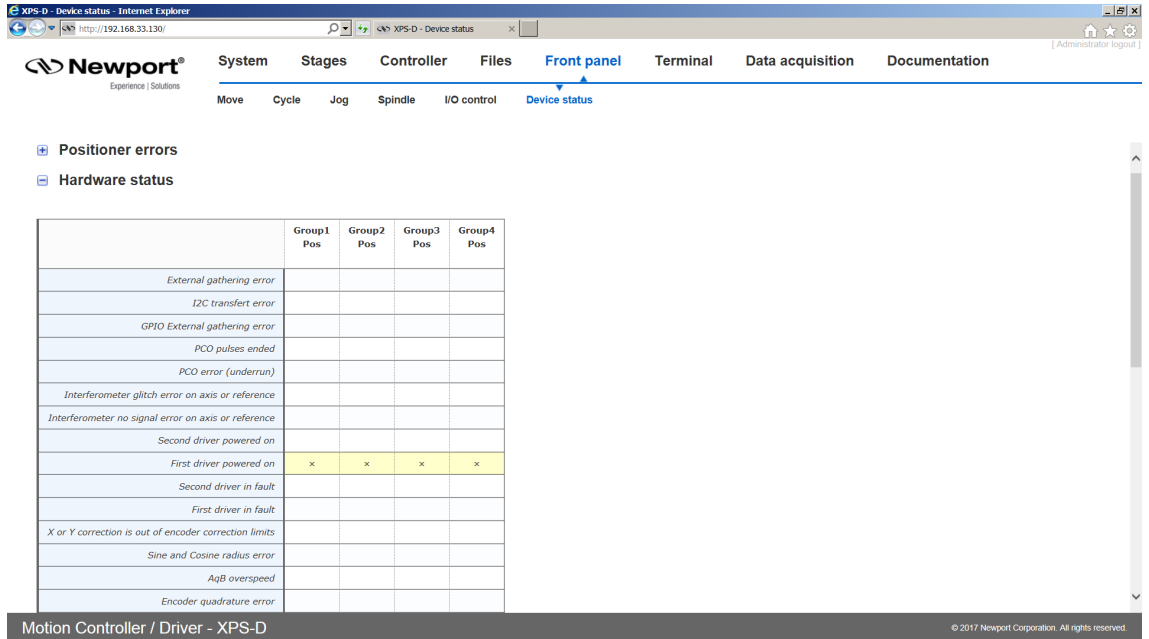 XPS-D - Device status - Internet Explorer
http://192.168.33.130/
XPS-D - Device status
[ Administrator logout ]
Newport®
Experience | Solutions
System Stages Controller Files Front panel Terminal Data acquisition Documentation
Move Cycle Jog Spindle I/O control Device status
Positioner errors
Hardware status
Group1 Pos Group2 Pos Group3 Pos Group4 Pos
External gathering error
I2C transfert error
GPIO External gathering error
PCO pulses ended
PCO error (underrun)
Interferometer glitch error on axis or reference
Interferometer no signal error on axis or reference
Second driver powered on
First driver powered on × × × ×
Second driver in fault
First driver in fault
X or Y correction is out of encoder correction limits
Sine and Cosine radius error
AqB overspeed
Encoder quadrature error
Motion Controller / Driver - XPS-D
© 2017 Newport Corporation. All rights reserved.